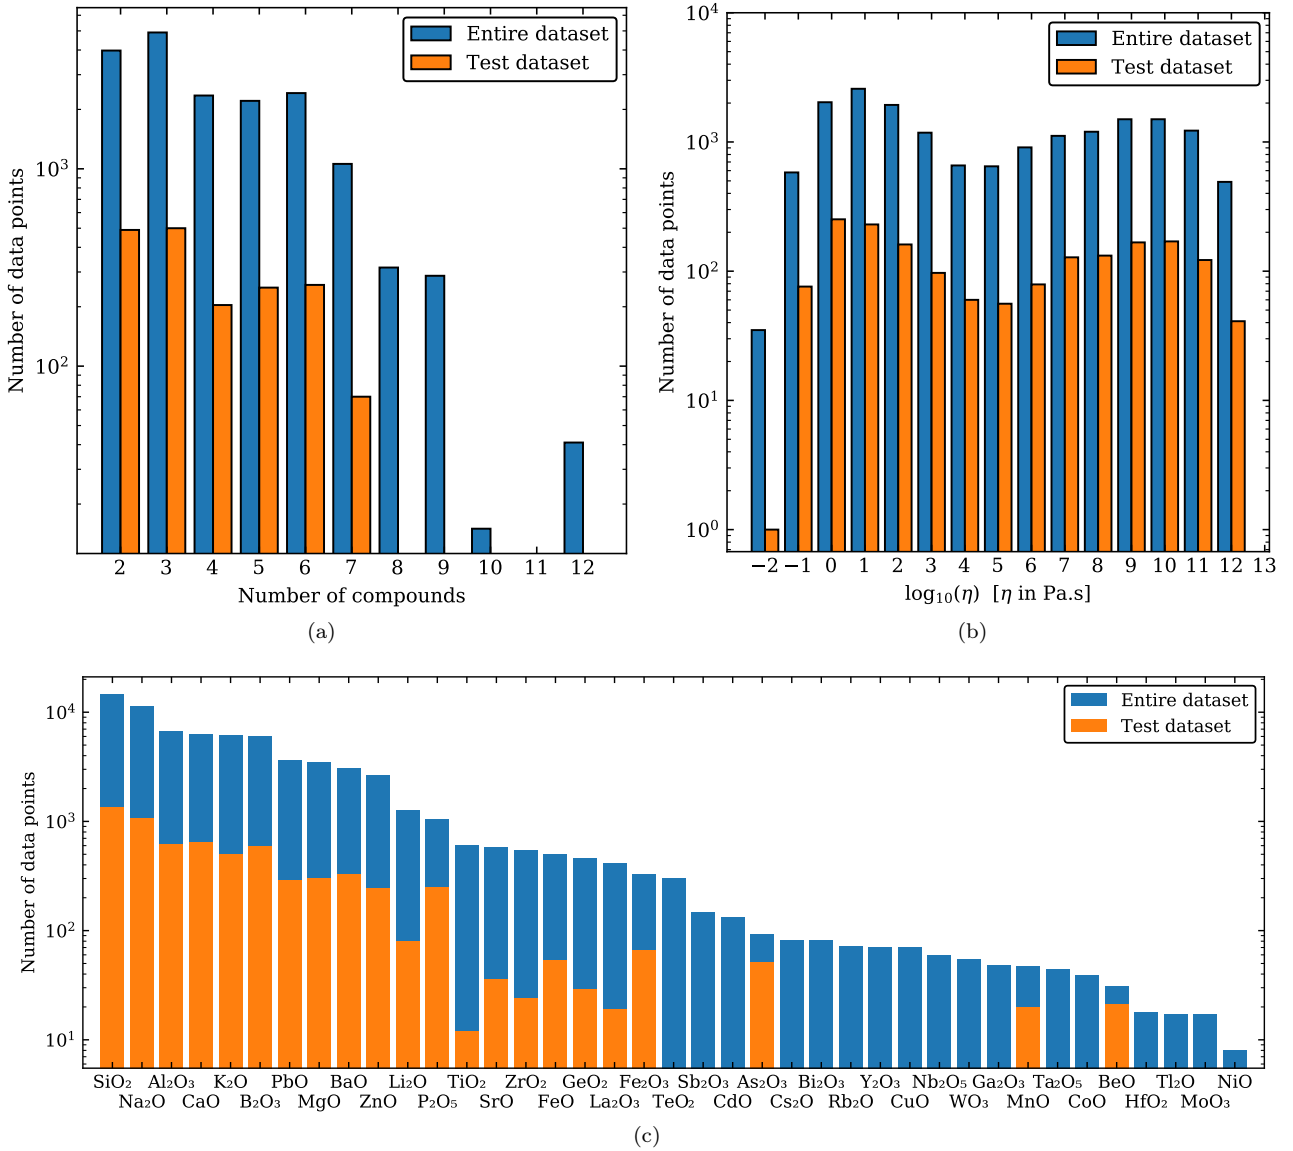 Entire dataset
Test dataset
10³
10²
Number of data points
2 3 4 5 6 7 8 9 10 11 12
Number of compounds
(a)
Entire dataset
Test dataset
10⁴
10³
10²
10¹
10⁰
Number of data points
−2 −1 0 1 2 3 4 5 6 7 8 9 10 11 12 13
log₁₀(η) [η in Pa.s]
(b)
Entire dataset
Test dataset
10⁴
10³
10²
10¹
Number of data points
SiO₂ Al₂O₃ K₂O PbO BaO Li₂O TiO₂ ZrO₂ GeO₂ Fe₂O₃ Sb₂O₃ As₂O₃ Bi₂O₃ Y₂O₃ Nb₂O₅ Ga₂O₃ Ta₂O₅ BeO Tl₂O NiO
Na₂O CaO B₂O₃ MgO ZnO P₂O₅ SrO FeO La₂O₃ TeO₂ CdO Cs₂O Rb₂O CuO WO₃ MnO CoO HfO₂ MoO₃
(c)